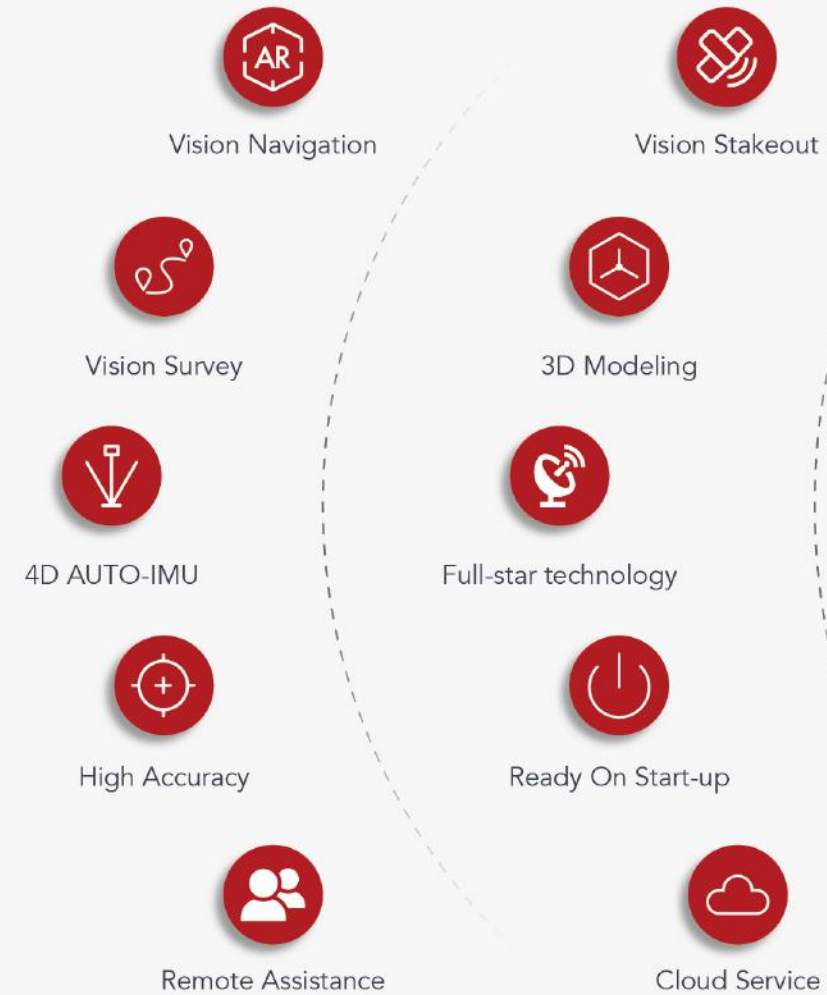 AR
Vision Navigation
Vision Stakeout
Vision Survey
3D Modeling
4D AUTO-IMU
Full-star technology
High Accuracy
Ready On Start-up
Remote Assistance
Cloud Service